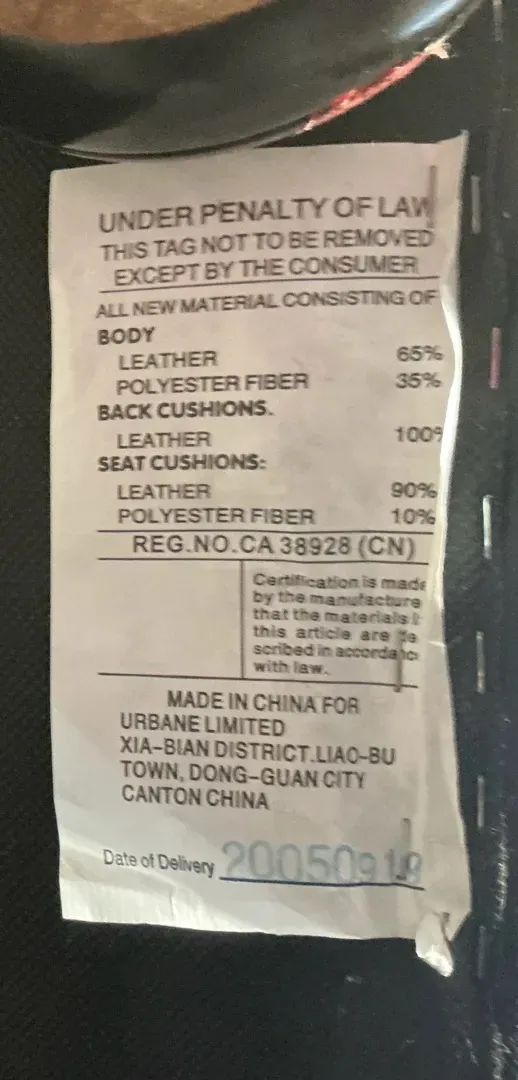 UNDER PENALTY OF LAW
THIS TAG NOT TO BE REMOVED
EXCEPT BY THE CONSUMER
ALL NEW MATERIAL CONSISTING OF
BODY
LEATHER 65%
POLYESTER FIBER 35%
BACK CUSHIONS.
LEATHER 100%
SEAT CUSHIONS:
LEATHER 90%
POLYESTER FIBER 10%
REG.NO.CA 38928 (CN)
Certification is made
by the manufacture
that the materials i
this article are de
scribed in accordanc
with law.
MADE IN CHINA FOR
URBANE LIMITED
XIA-BIAN DISTRICT.LIAO-BU
TOWN, DONG-GUAN CITY
CANTON CHINA
Date of Delivery 20050918